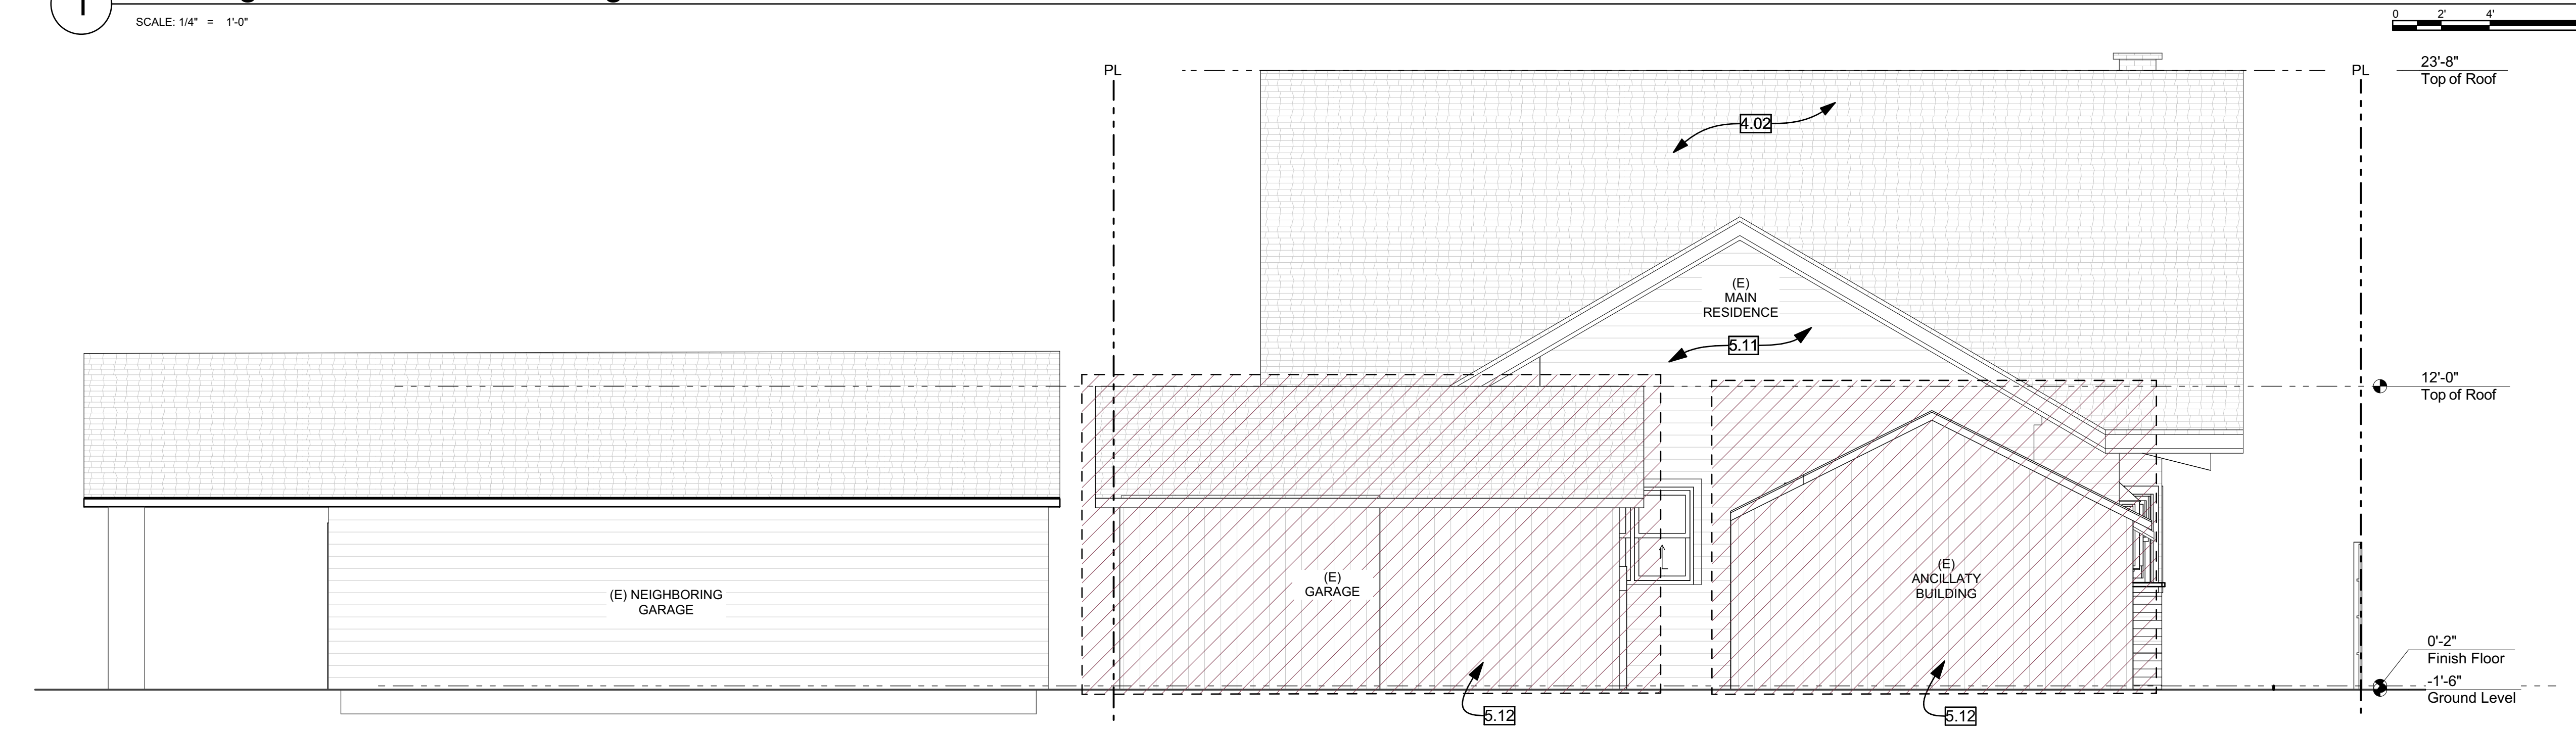 1
SCALE: 1/4" = 1'-0"
0 2' 4'
PL
PL
23'-8"
Top of Roof
4.02
(E)
MAIN
RESIDENCE
5.11
12'-0"
Top of Roof
(E) NEIGHBORING
GARAGE
(E)
GARAGE
(E)
ANCILLATY
BUILDING
0'-2"
Finish Floor
-1'-6"
Ground Level
5.12
5.12